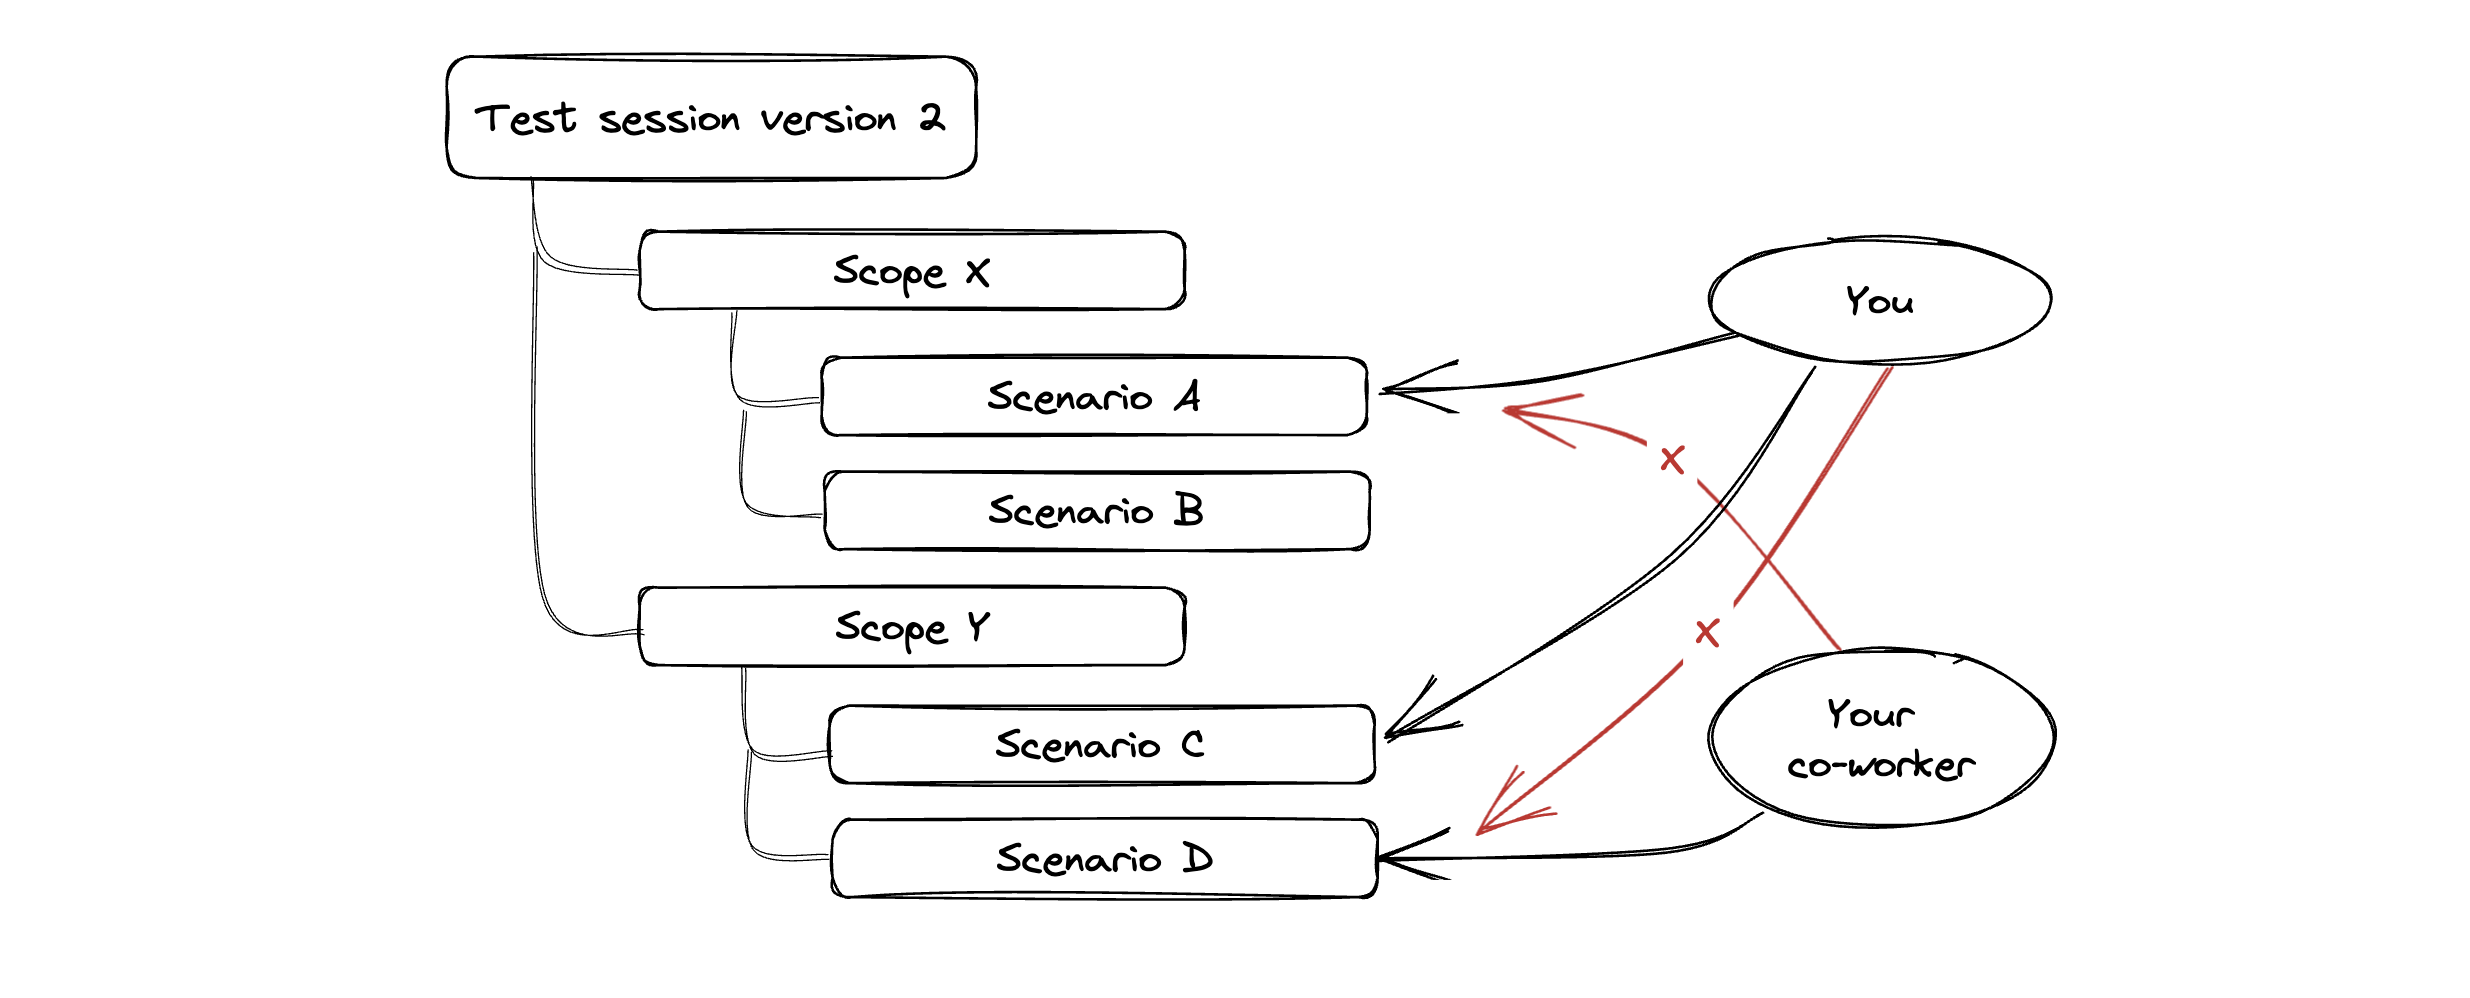 Test session version 2
Scope X
You
Scenario A
x
Scenario B
Scope Y
x
Your
co-worker
Scenario C
Scenario D